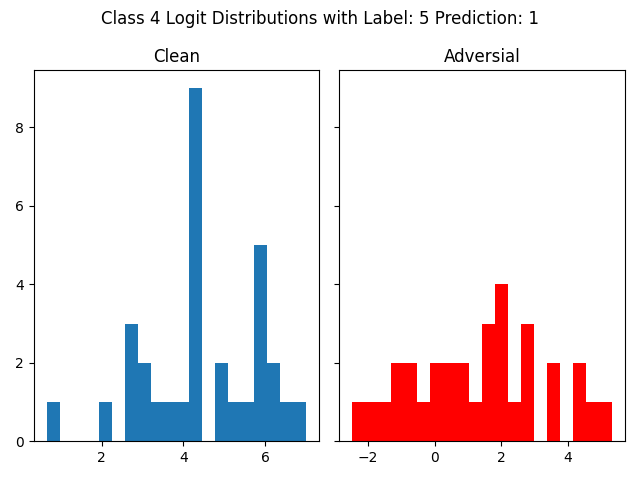 Class 4 Logit Distributions with Label: 5 Prediction: 1
Clean
Adversial
8
6
4
2
0
2 4 6
−2 0 2 4